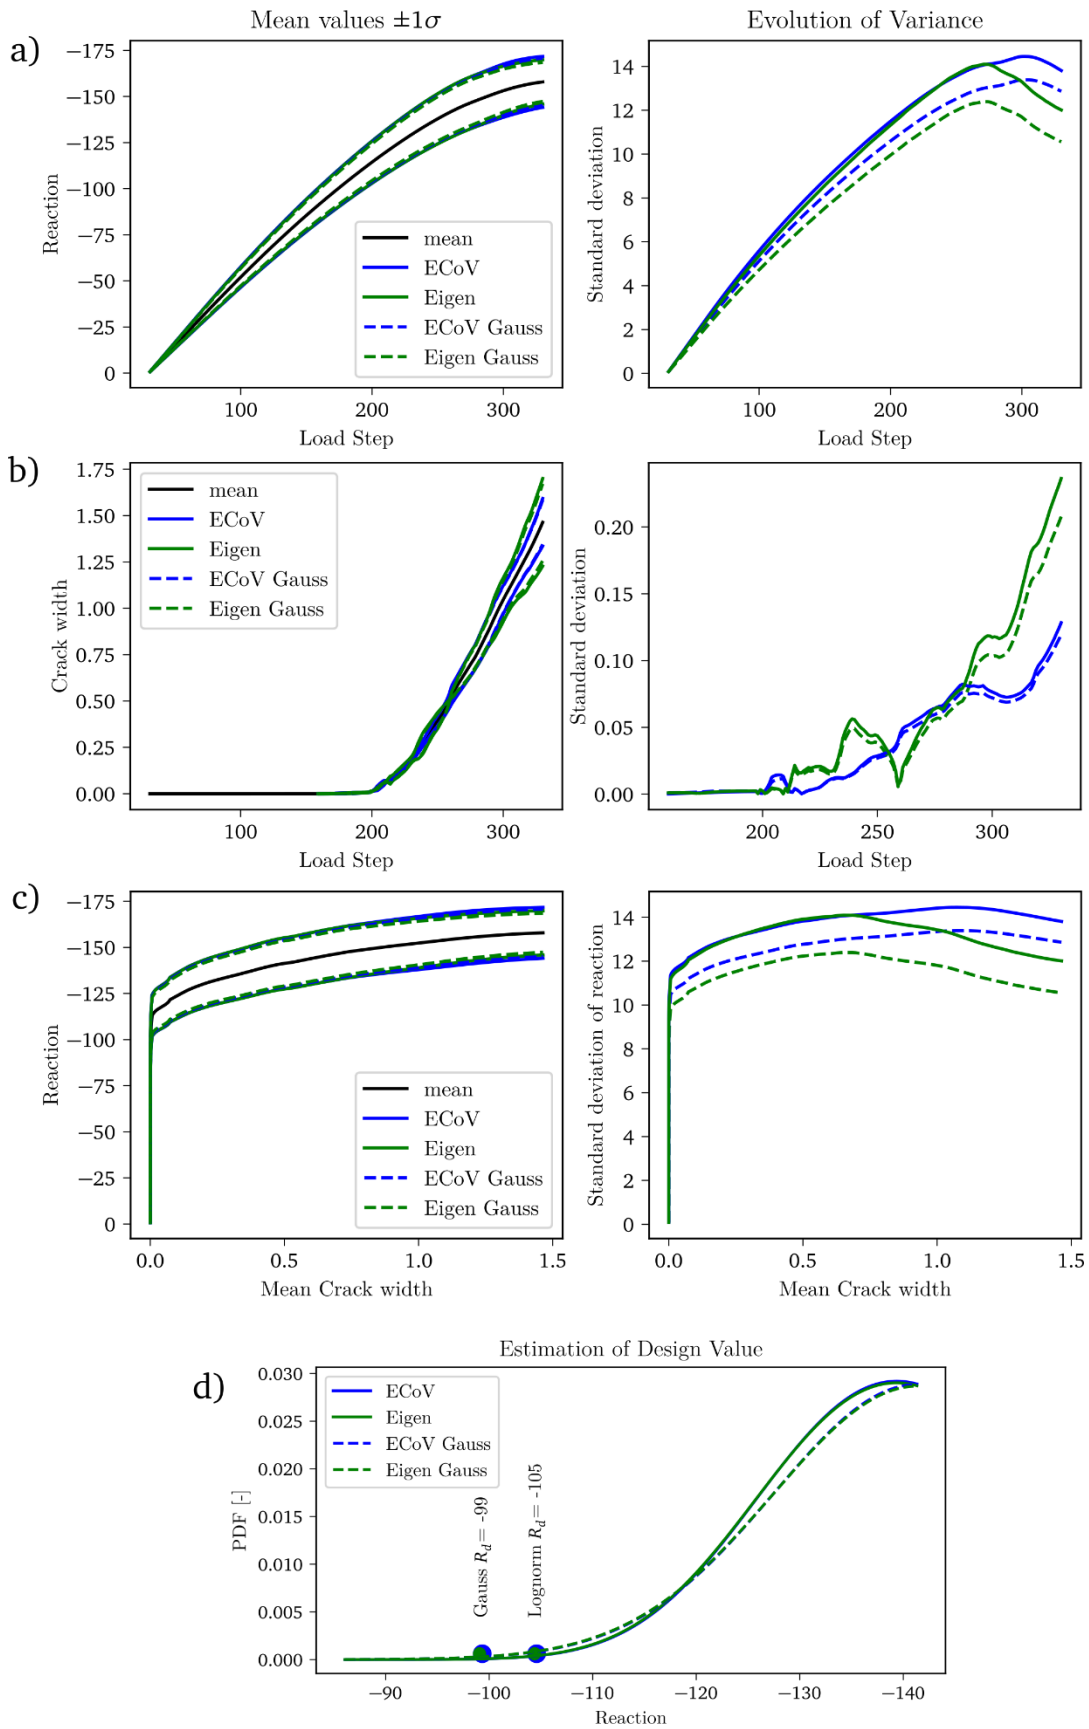 Mean values ±1σ
Evolution of Variance
a)
−175
−150
−125
−100
−75
−50
−25
0
Reaction
mean
ECoV
Eigen
ECoV Gauss
Eigen Gauss
100
200
300
Load Step
14
12
10
8
6
4
2
0
Standard deviation
100
200
300
Load Step
b)
1.75
1.50
1.25
1.00
0.75
0.50
0.25
0.00
Crack width
mean
ECoV
Eigen
ECoV Gauss
Eigen Gauss
100
200
300
Load Step
0.20
0.15
0.10
0.05
0.00
Standard deviation
200
250
300
Load Step
c)
−175
−150
−125
−100
−75
−50
−25
0
Reaction
mean
ECoV
Eigen
ECoV Gauss
Eigen Gauss
0.0
0.5
1.0
1.5
Mean Crack width
14
12
10
8
6
4
2
0
Standard deviation of reaction
0.0
0.5
1.0
1.5
Mean Crack width
Estimation of Design Value
d)
0.030
0.025
0.020
0.015
0.010
0.005
0.000
PDF [-]
ECoV
Eigen
ECoV Gauss
Eigen Gauss
Gauss R_d= -99
Lognorm R_d= -105
−90
−100
−110
−120
−130
−140
Reaction